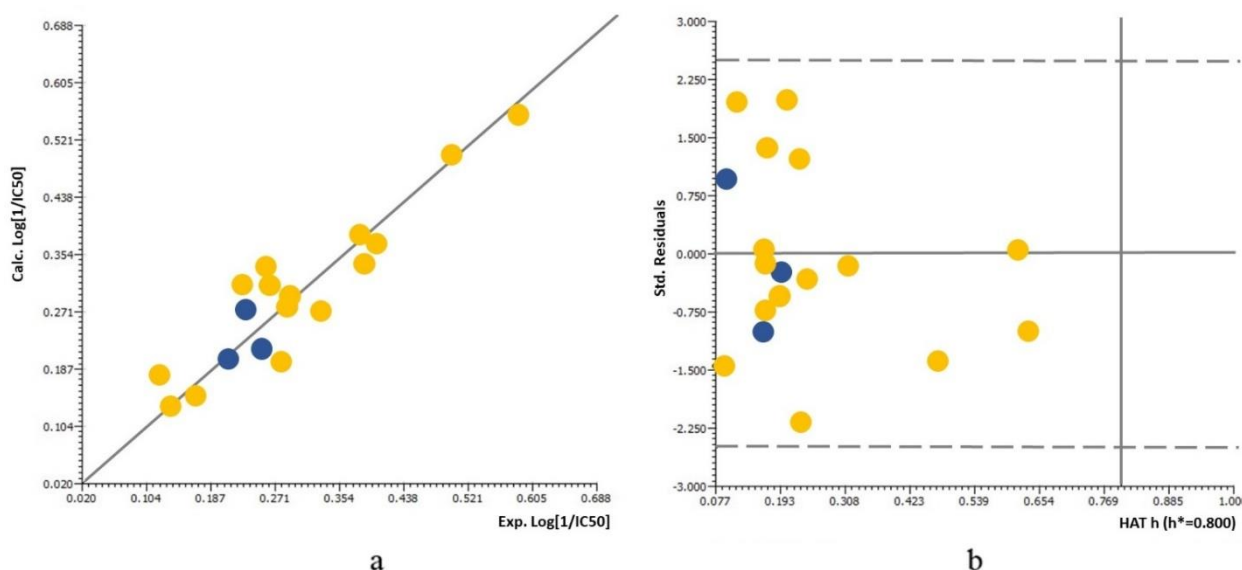 0.688
0.605
0.521
0.438
0.354
0.271
0.187
0.104
0.020
Calc. Log[1/IC50]
0.020 0.104 0.187 0.271 0.354 0.438 0.521 0.605 0.688
Exp. Log[1/IC50]
a
3.000
2.250
1.500
0.750
0.000
-0.750
-1.500
-2.250
-3.000
Std. Residuals
0.077 0.193 0.308 0.423 0.539 0.654 0.769 0.885 1.000
HAT h (h*=0.800)
b